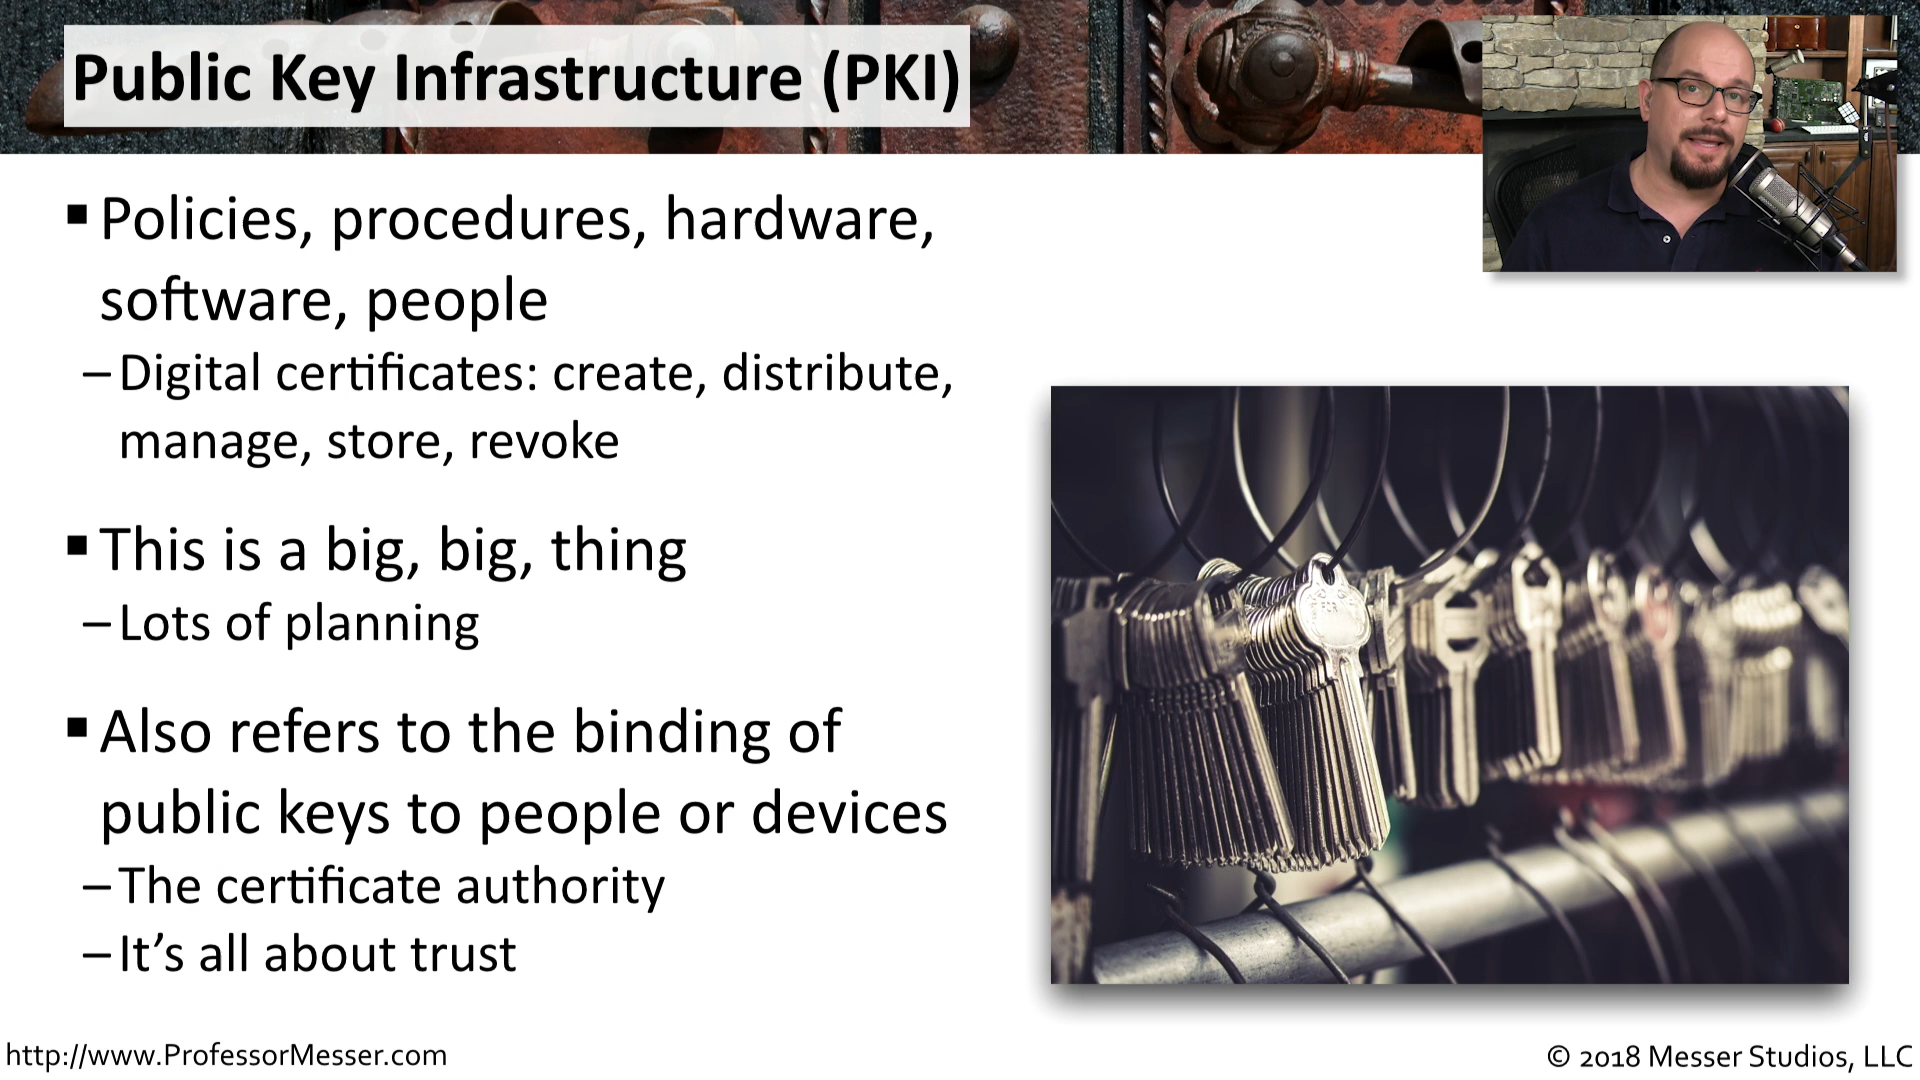 Public Key Infrastructure (PKI)
▪ Policies, procedures, hardware,
software, people
– Digital certificates: create, distribute,
manage, store, revoke
▪ This is a big, big, thing
– Lots of planning
▪ Also refers to the binding of
public keys to people or devices
– The certificate authority
– It’s all about trust
http://www.ProfessorMesser.com
© 2018 Messer Studios, LLC